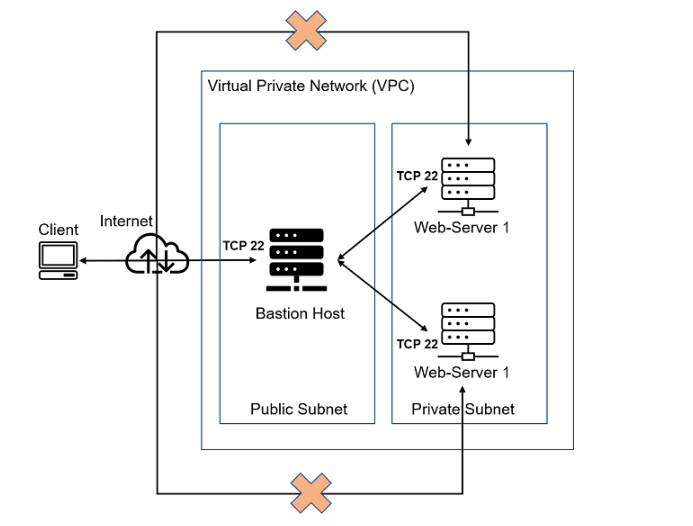 Virtual Private Network (VPC)
Client
Internet
TCP 22
Bastion Host
Public Subnet
TCP 22
Web-Server 1
TCP 22
Web-Server 1
Private Subnet